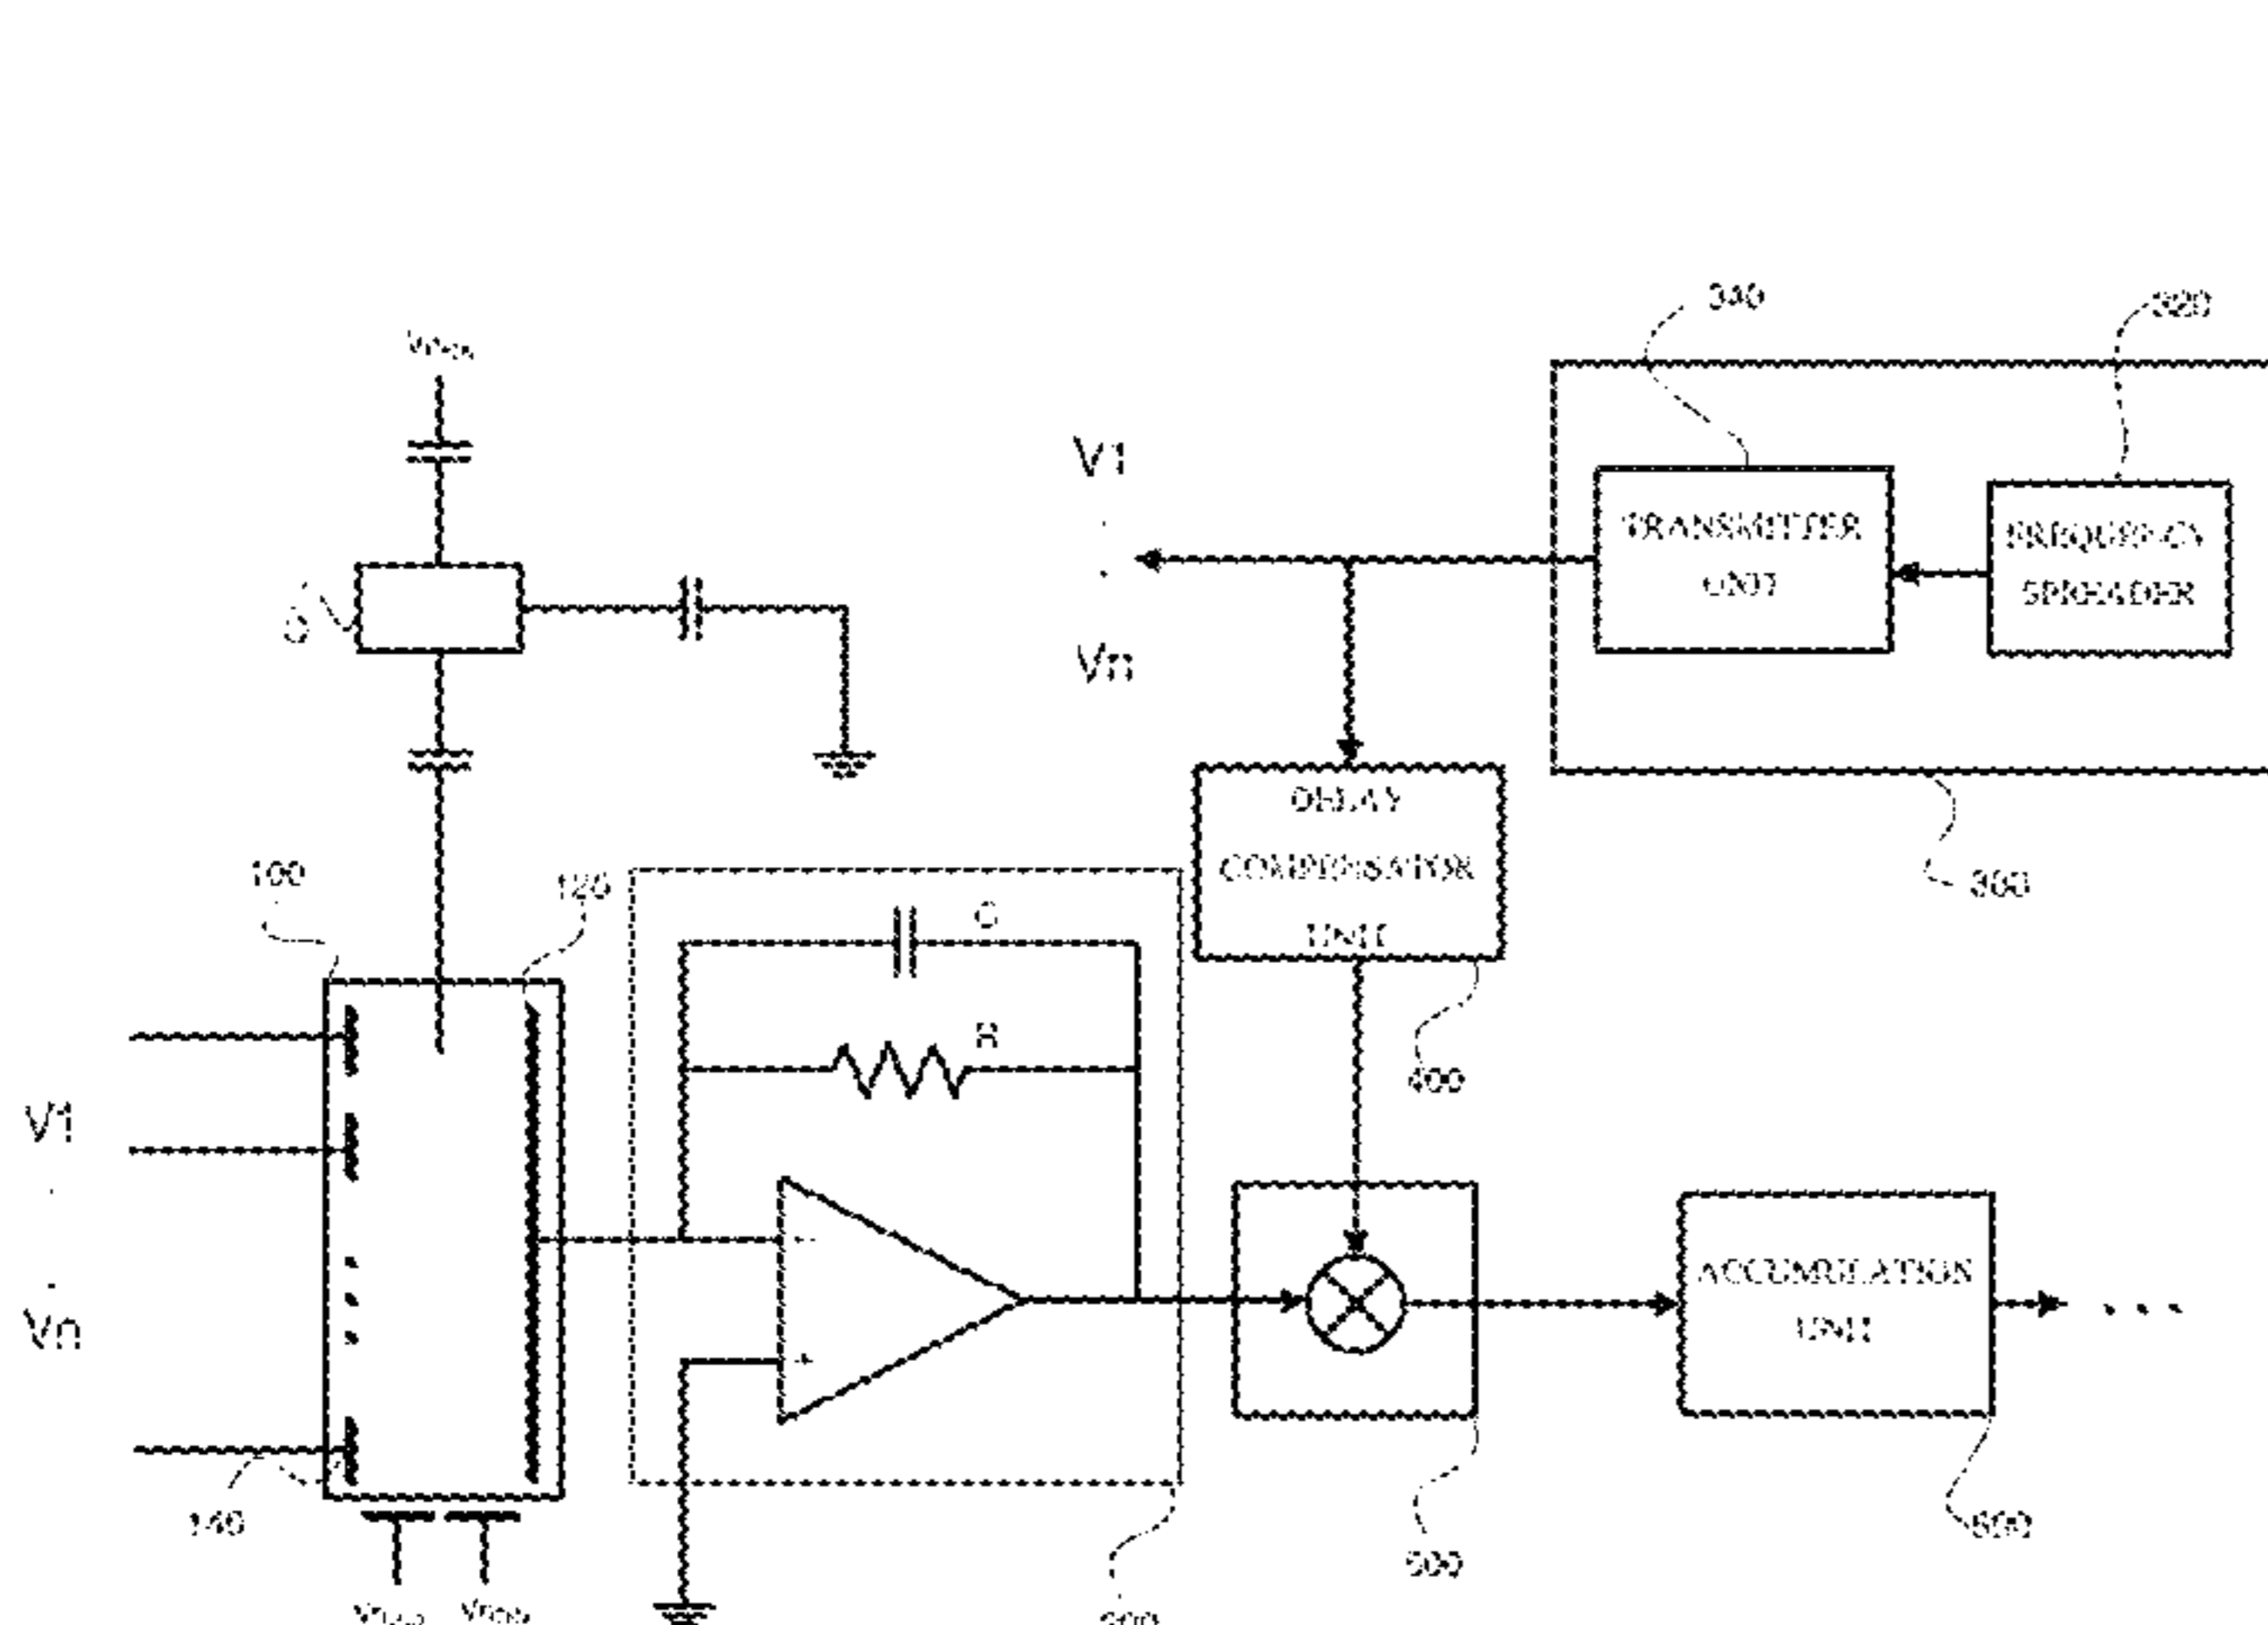 340
320
V1
TRANSMITTER
UNIT
FREQUENCY
SPREADER
Vn
DELAY
COMPENSATOR
UNIT
300
100
120
C
R
400
V1
Vn
ACCUMULATION
UNIT
-
+
140
500
600